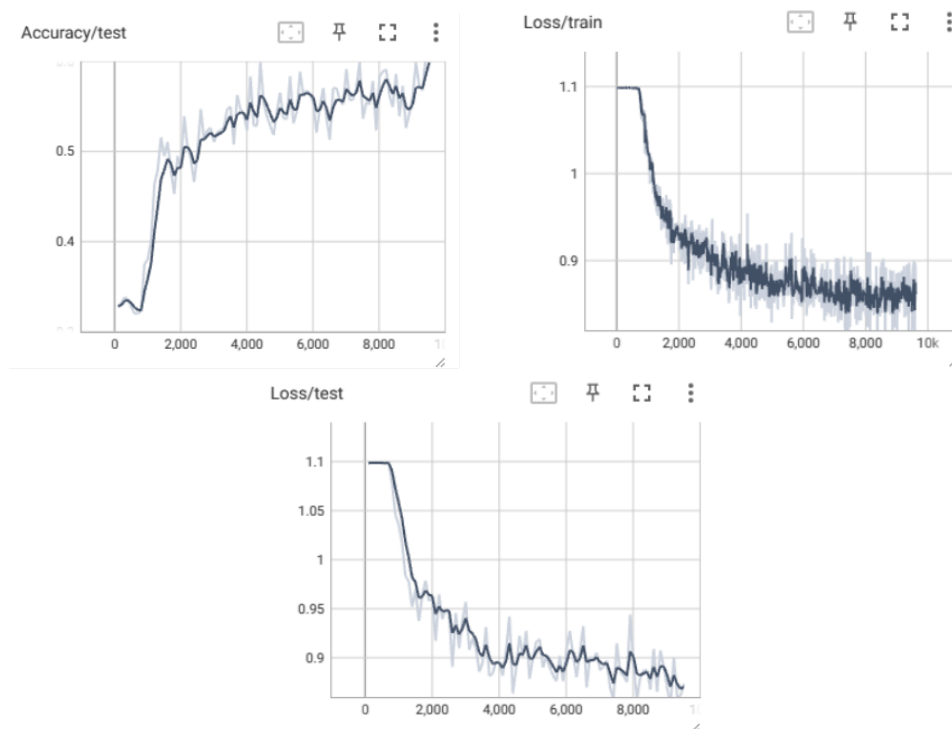 Accuracy/test
0.5
0.4
0 2,000 4,000 6,000 8,000
Loss/train
1.1
1
0.9
0 2,000 4,000 6,000 8,000 10k
Loss/test
1.1
1.05
1
0.95
0.9
0 2,000 4,000 6,000 8,000